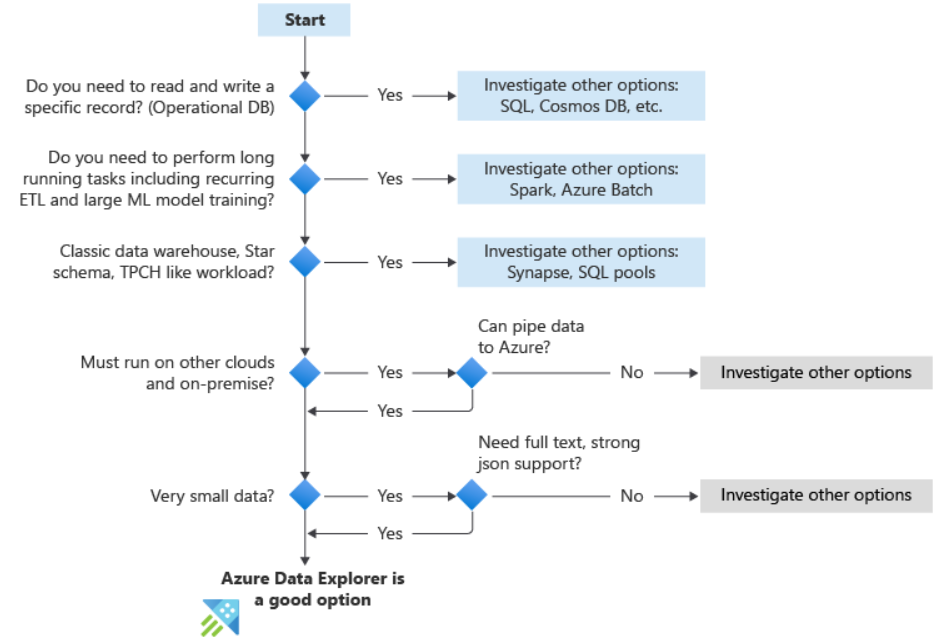 Start
Do you need to read and write a
specific record? (Operational DB)
Yes
Investigate other options:
SQL, Cosmos DB, etc.
Do you need to perform long
running tasks including recurring
ETL and large ML model training?
Yes
Investigate other options:
Spark, Azure Batch
Classic data warehouse, Star
schema, TPCH like workload?
Yes
Investigate other options:
Synapse, SQL pools
Must run on other clouds
and on-premise?
Yes
Can pipe data
to Azure?
No
Investigate other options
Yes
Very small data?
Yes
Need full text, strong
json support?
No
Investigate other options
Yes
Azure Data Explorer is
a good option